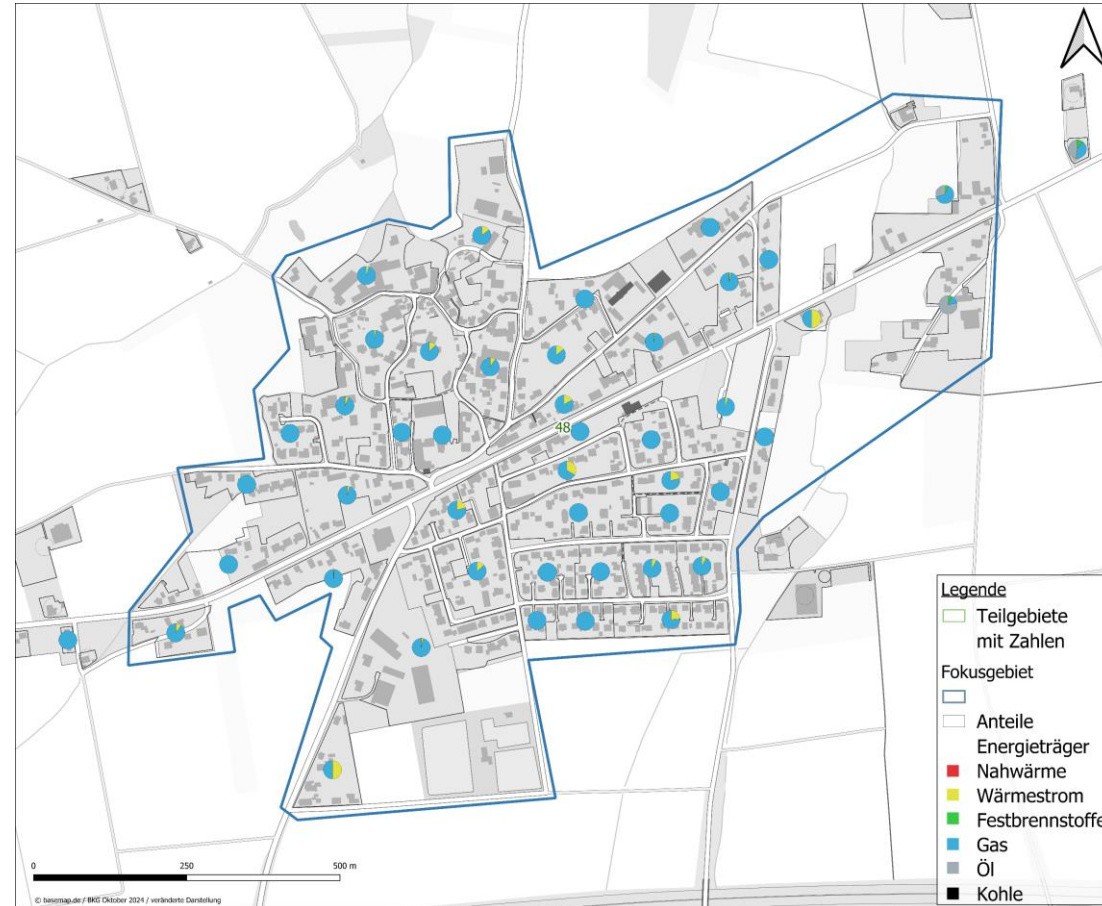 48
Legende
Teilgebiete
mit Zahlen
Fokusgebiet
Anteile
Energieträger
Nahwärme
Wärmestrom
Festbrennstoffe
Gas
Öl
Kohle
0 250 500 m
© basemap.de / BKG Oktober 2024 / veränderte Darstellung